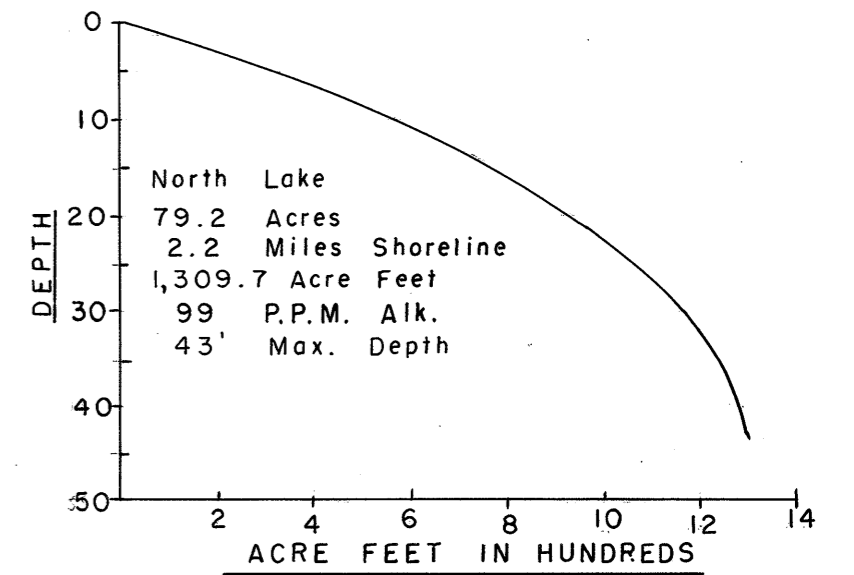 0
10
20
30
40
50
DEPTH
North Lake
79.2 Acres
2.2 Miles Shoreline
1,309.7 Acre Feet
99 P.P.M. Alk.
43' Max. Depth
2 4 6 8 10 12 14
ACRE FEET IN HUNDREDS